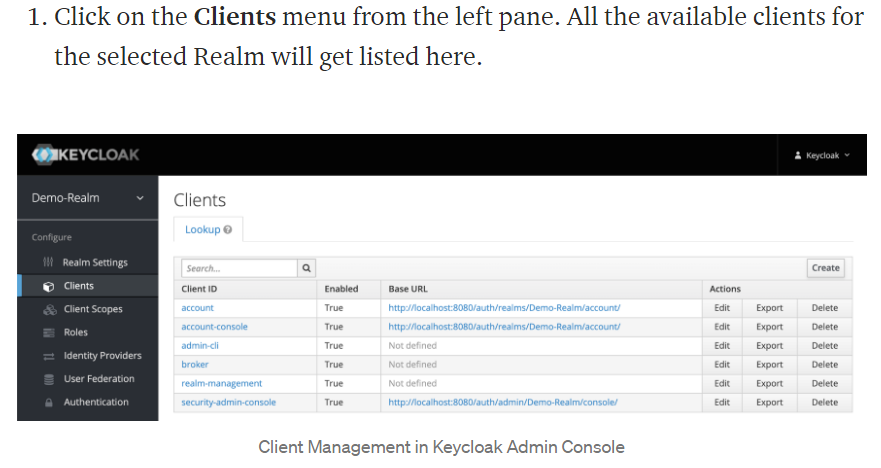 1. Click on the Clients menu from the left pane. All the available clients for
the selected Realm will get listed here.
KEYCLOAK
Keycloak
Demo-Realm
Configure
Realm Settings
Clients
Client Scopes
Roles
Identity Providers
User Federation
Authentication
Clients
Lookup
Search...
Create
Client ID Enabled Base URL Actions
account True http://localhost:8080/auth/realms/Demo-Realm/account/ Edit Export Delete
account-console True http://localhost:8080/auth/realms/Demo-Realm/account/ Edit Export Delete
admin-cli True Not defined Edit Export Delete
broker True Not defined Edit Export Delete
realm-management True Not defined Edit Export Delete
security-admin-console True http://localhost:8080/auth/admin/Demo-Realm/console/ Edit Export Delete
Client Management in Keycloak Admin Console